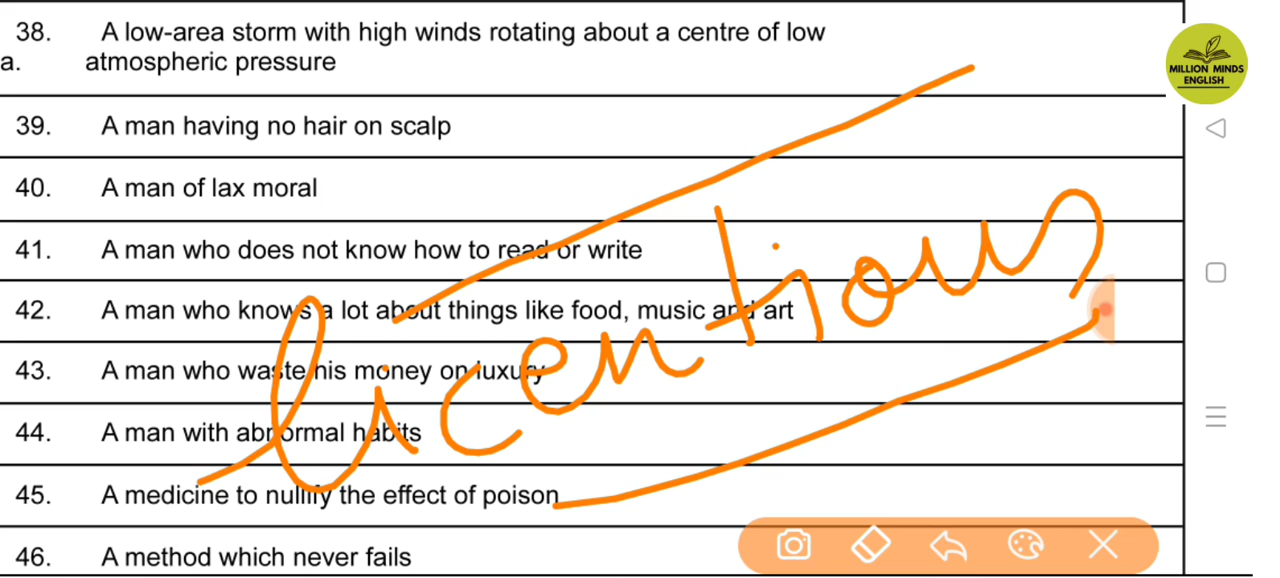 38. A low-area storm with high winds rotating about a centre of low
a. atmospheric pressure
MILLION MINDS
ENGLISH
39. A man having no hair on scalp
40. A man of lax moral
41. A man who does not know how to read or write
42. A man who knows a lot about things like food, music and art
43. A man who waste his money on luxury
44. A man with abnormal habits
45. A medicine to nullify the effect of poison
46. A method which never fails
licentious